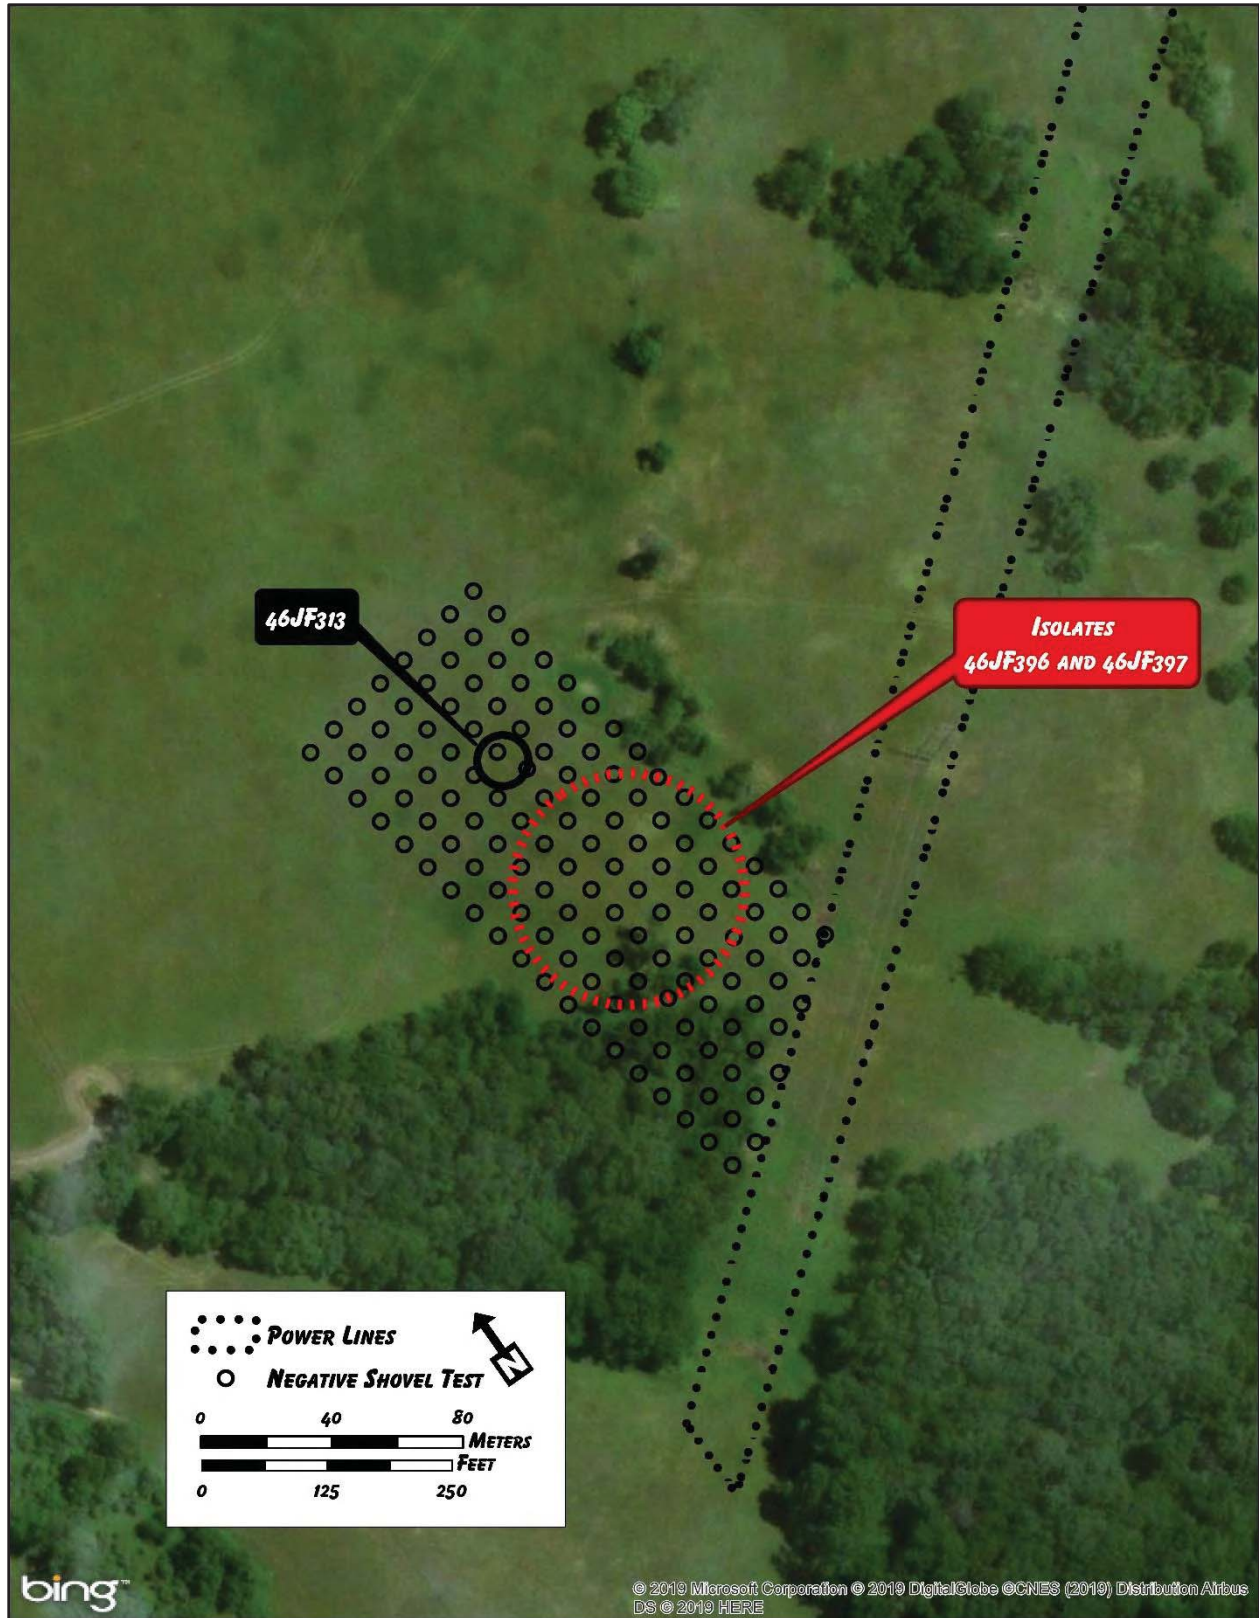 46JF313
ISOLATES
46JF396 AND 46JF397
POWER LINES
NEGATIVE SHOVEL TEST
N
0 40 80
METERS
FEET
0 125 250
bing™
© 2019 Microsoft Corporation © 2019 DigitalGlobe ©CNES (2019) Distribution Airbus
DS © 2019 HERE